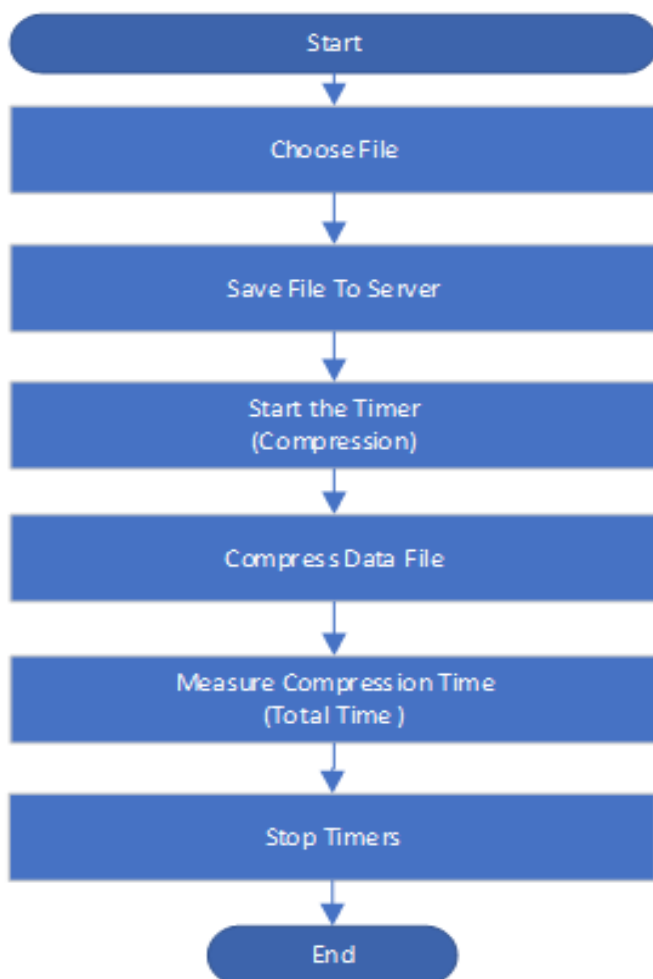 Start
Choose File
Save File To Server
Start the Timer
(Compression)
Compress Data File
Measure Compression Time
(Total Time )
Stop Timers
End